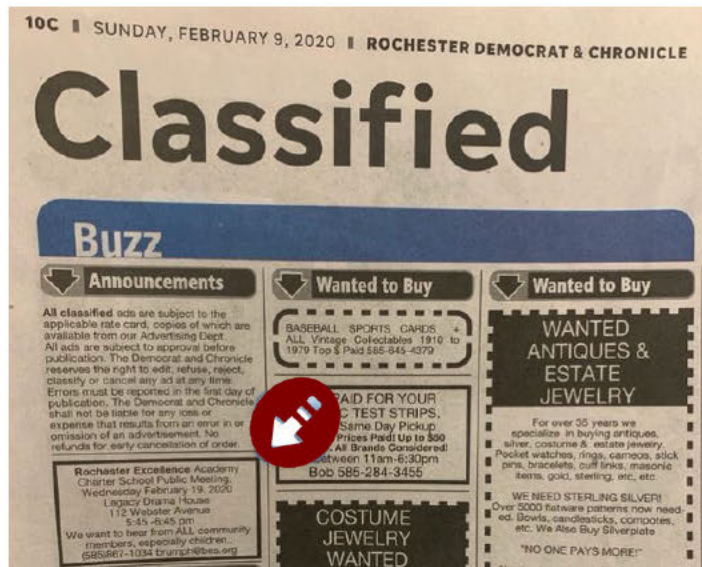 10C SUNDAY, FEBRUARY 9, 2020 ROCHESTER DEMOCRAT & CHRONICLE
Classified
Buzz
Announcements
All classified ads are subject to the
applicable rate card, copies of which are
available from our Advertising Dept.
All ads are subject to approval before
publication. The Democrat and Chronicle
reserves the right to edit, refuse, reject,
classify or cancel any ad at any time.
Errors must be reported in the first day of
publication. The Democrat and Chronicle
shall not be liable for any loss or
expense that results from an error in or
omission of an advertisement. No
refunds for early cancellation of order.
Rochester Excellence Academy
Charter School Public Meeting,
Wednesday February 19, 2020
Legacy Drama House
112 Webster Avenue
5:45 -6:45 pm
We want to hear from ALL community
members, especially children..
(585)867-1034 brumph@bes.org
Wanted to Buy
BASEBALL SPORTS CARDS +
ALL Vintage Collectables 1910 to
1979 Top $ Paid 585-645-4379
PAID FOR YOUR
C TEST STRIPS.
Same Day Pickup
Prices Paid! Up to $50
All Brands Considered!
between 11am-6:30pm
Bob 585-284-3455
COSTUME
JEWELRY
WANTED
Wanted to Buy
WANTED
ANTIQUES &
ESTATE
JEWELRY
For over 35 years we
specialize in buying antiques,
silver, costume & estate jewelry.
Pocket watches, rings, cameos, stick
pins, bracelets, cuff links, masonic
items, gold, sterling, etc, etc.
WE NEED STERLING SILVER!
Over 5000 flatware patterns now need-
ed. Bowls, candlesticks, compotes,
etc. We Also Buy Silverplate
"NO ONE PAYS MORE!"